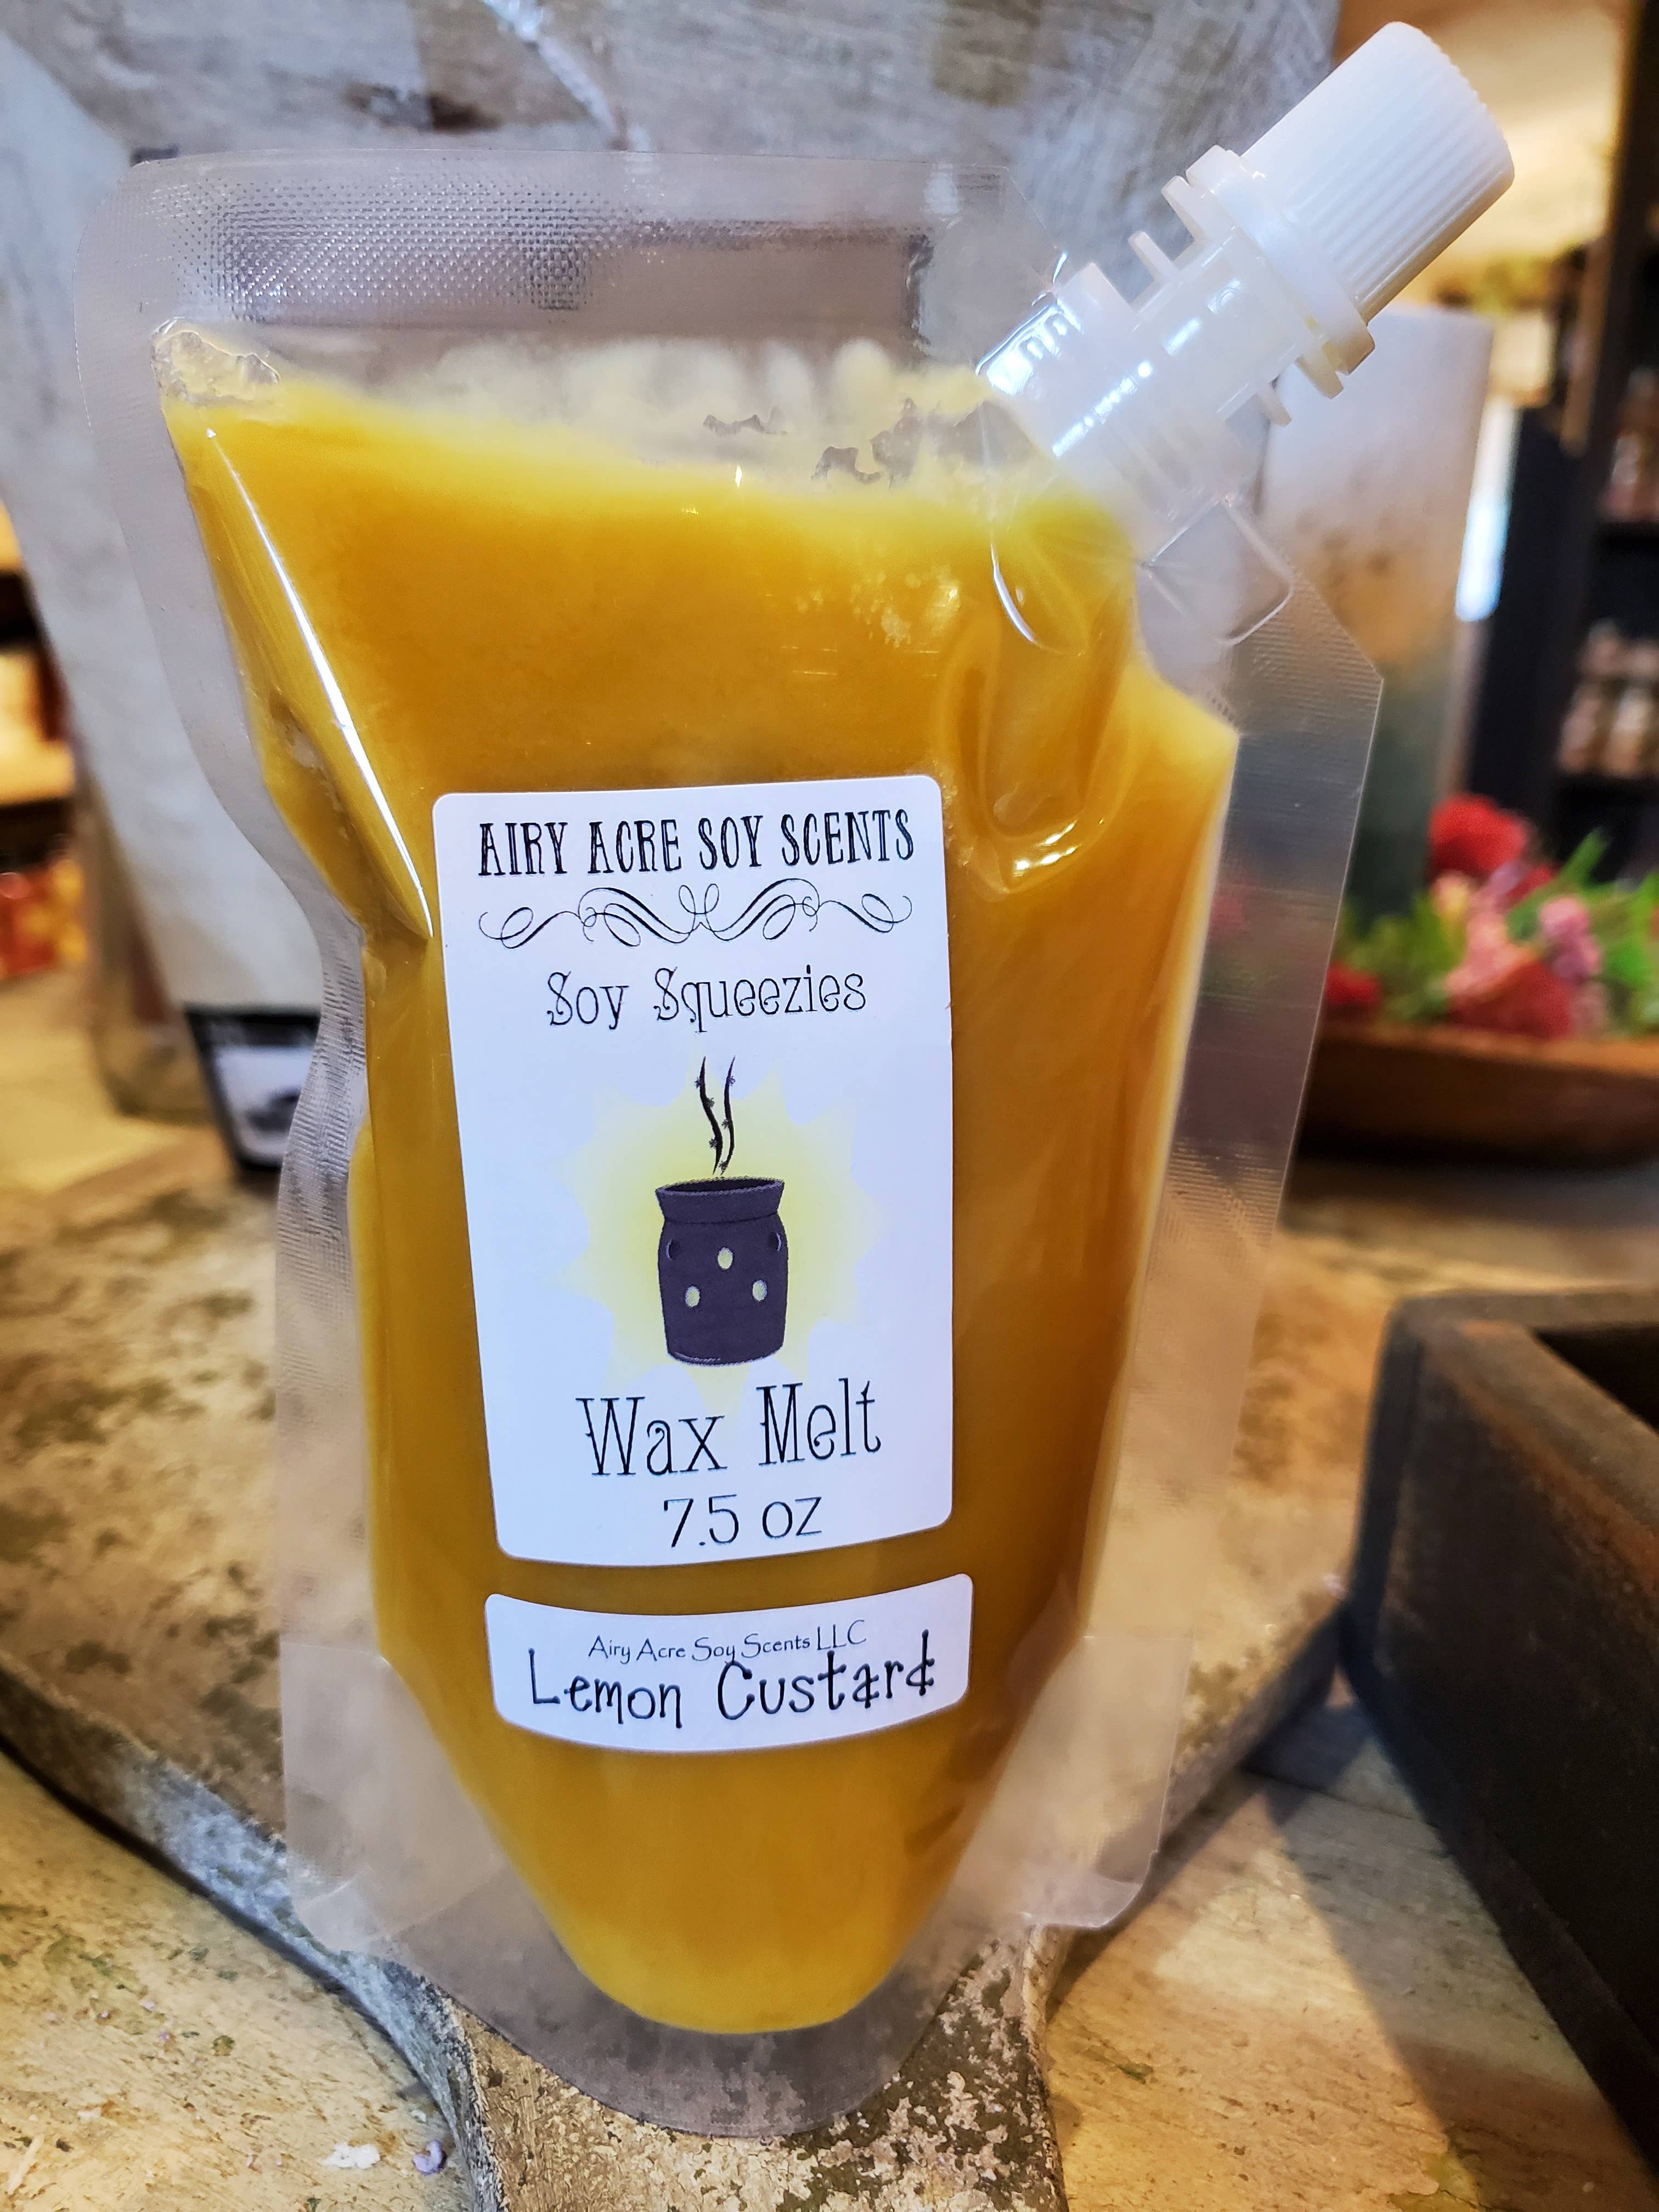 AIRY ACRE SOY SCENTS
Soy Squeezies
Wax Melt
7.5 oz
Airy Acre Soy Scents LLC
Lemon Custard